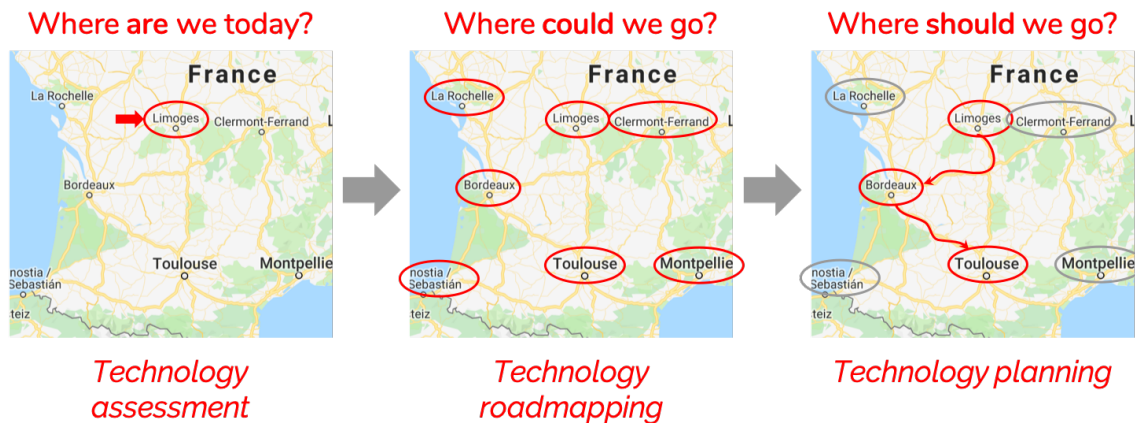 Where are we today?
France
La Rochelle
Limoges
Clermont-Ferrand
L
Bordeaux
nostia /
Sebastián
Toulouse
Montpellie
teiz
Technology
assessment
Where could we go?
France
La Rochelle
Limoges
Clermont-Ferrand
L
Bordeaux
nostia /
Sebastián
Toulouse
Montpellie
teiz
Technology
roadmapping
Where should we go?
France
La Rochelle
Limoges
Clermont-Ferrand
L
Bordeaux
nostia /
Sebastián
Toulouse
Montpellie
teiz
Technology planning